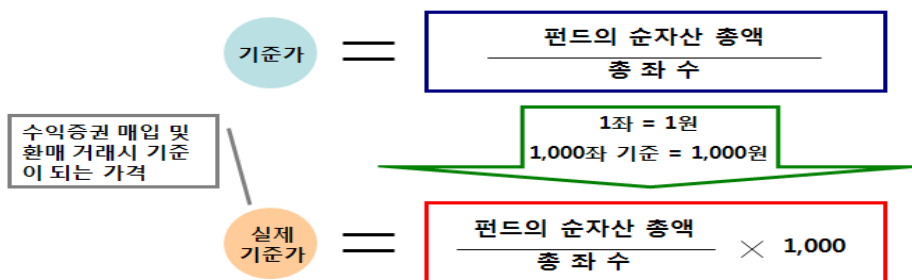 기준가
펀드의 순자산 총액
총 좌 수
수익증권 매입 및
환매 거래시 기준
이 되는 가격
1좌 = 1원
1,000좌 기준 = 1,000원
실제
기준가
펀드의 순자산 총액
총 좌 수
× 1,000